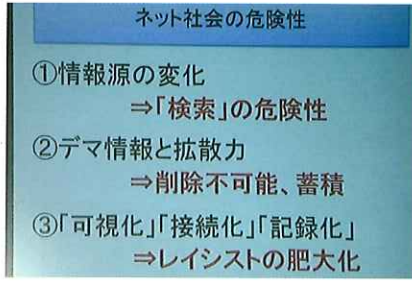 ネット社会の危険性
①情報源の変化
⇒「検索」の危険性
②デマ情報と拡散力
⇒削除不可能、蓄積
③「可視化」「接続化」「記録化」
⇒レイシストの肥大化